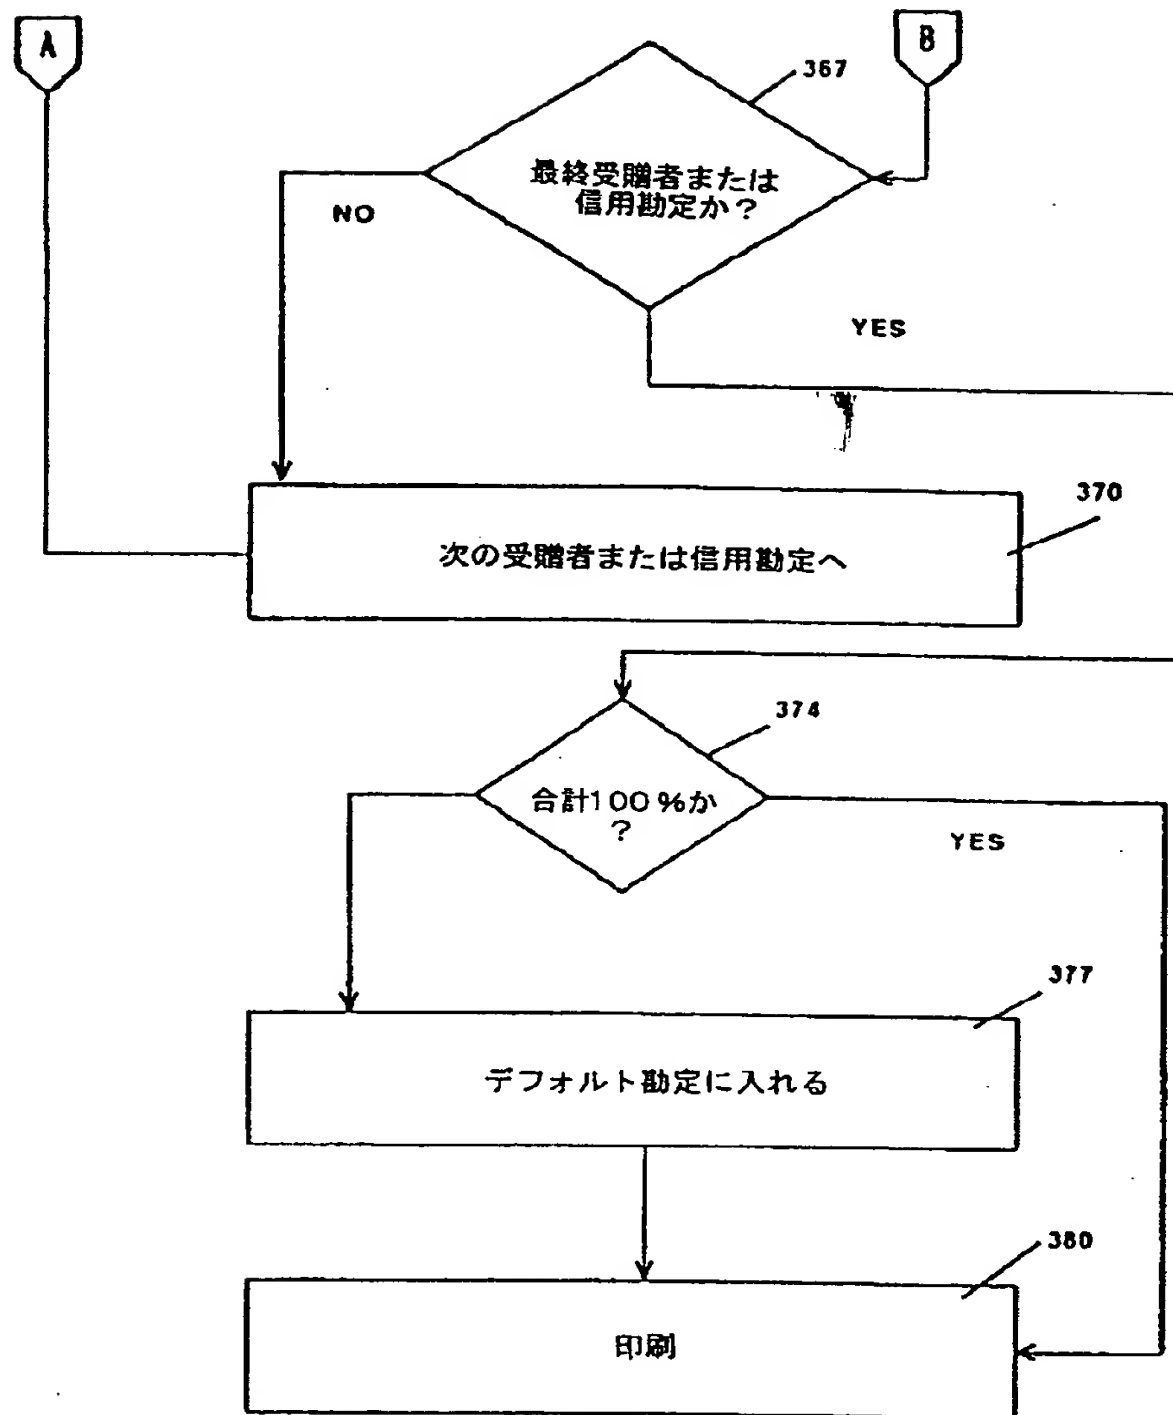 A
B
367
最終受贈者または
信用勘定か?
NO
YES
370
次の受贈者または信用勘定へ
374
合計100%か
?
YES
377
デフォルト勘定に入れる
380
印刷